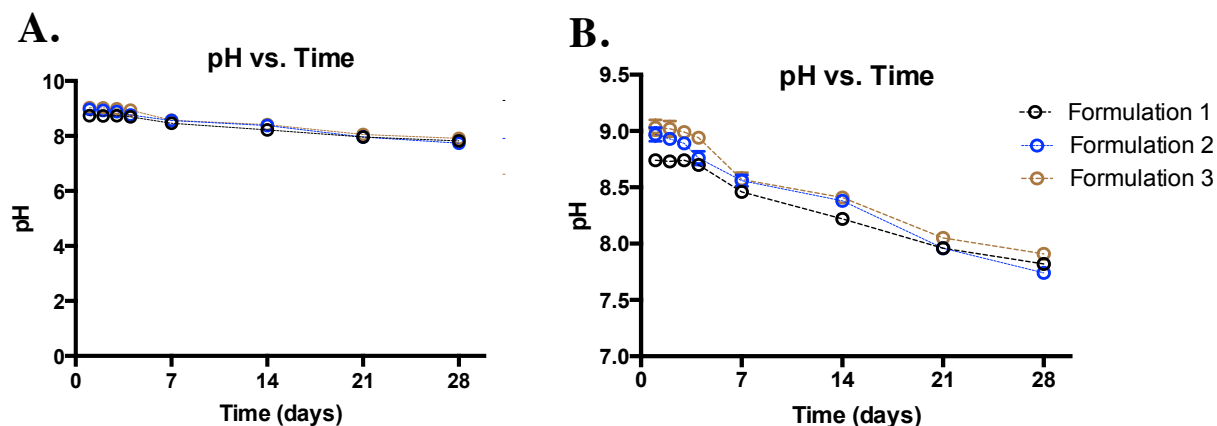 A.
pH vs. Time
10
8
6
4
2
0
pH
0 7 14 21 28
Time (days)
B.
pH vs. Time
9.5
9.0
8.5
8.0
7.5
7.0
pH
0 7 14 21 28
Time (days)
Formulation 1
Formulation 2
Formulation 3